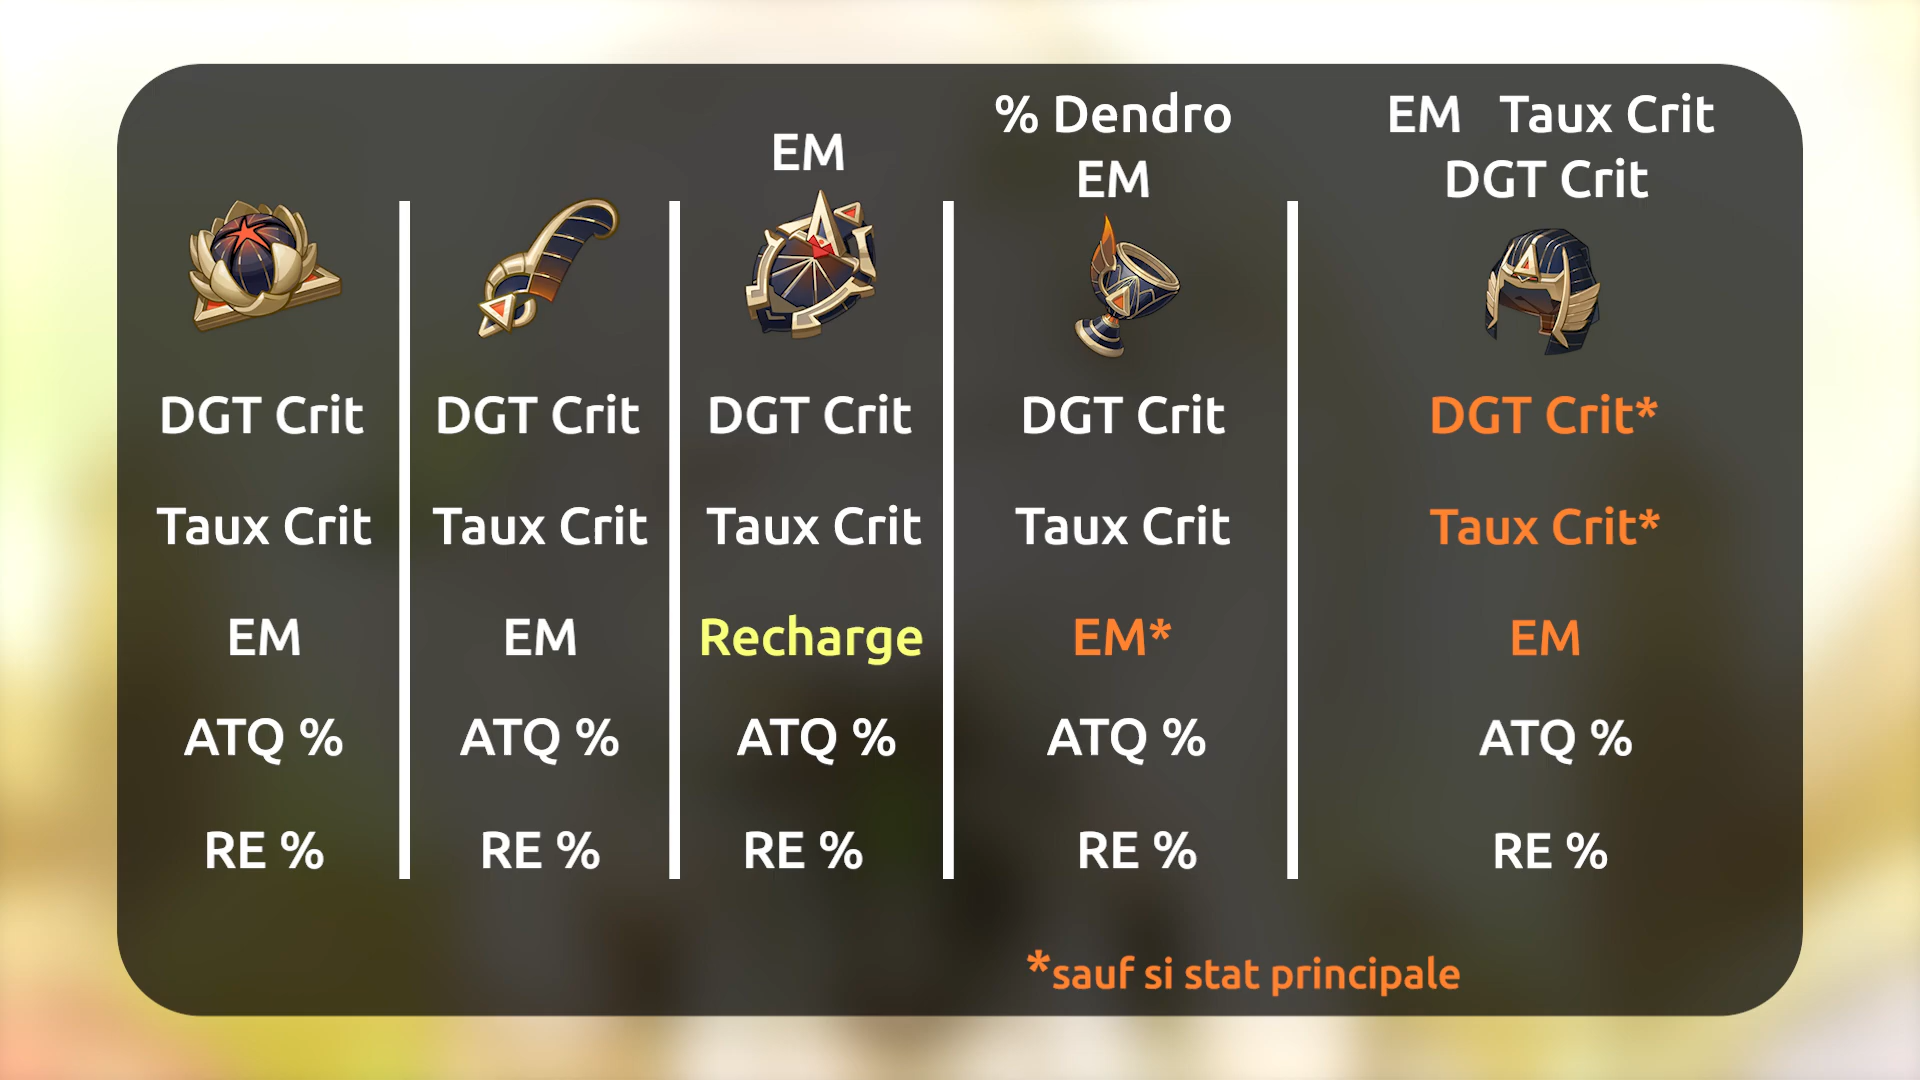 EM
% Dendro
EM
EM Taux Crit
DGT Crit
DGT Crit DGT Crit DGT Crit DGT Crit DGT Crit*
Taux Crit Taux Crit Taux Crit Taux Crit Taux Crit*
EM EM Recharge EM* EM
ATQ % ATQ % ATQ % ATQ % ATQ %
RE % RE % RE % RE % RE %
*sauf si stat principale